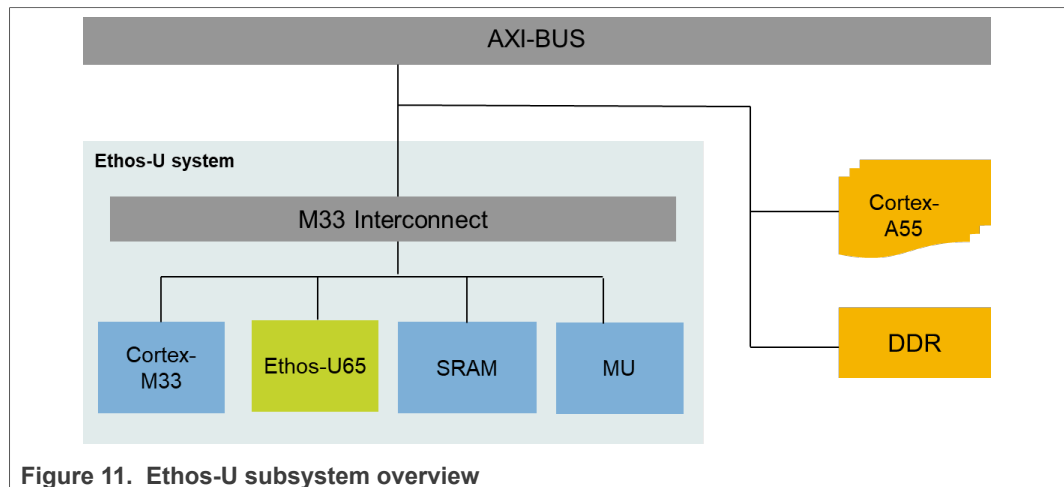 AXI-BUS
Ethos-U system
M33 Interconnect
Cortex-
M33
Ethos-U65
SRAM
MU
Cortex-
A55
DDR
Figure 11. Ethos-U subsystem overview